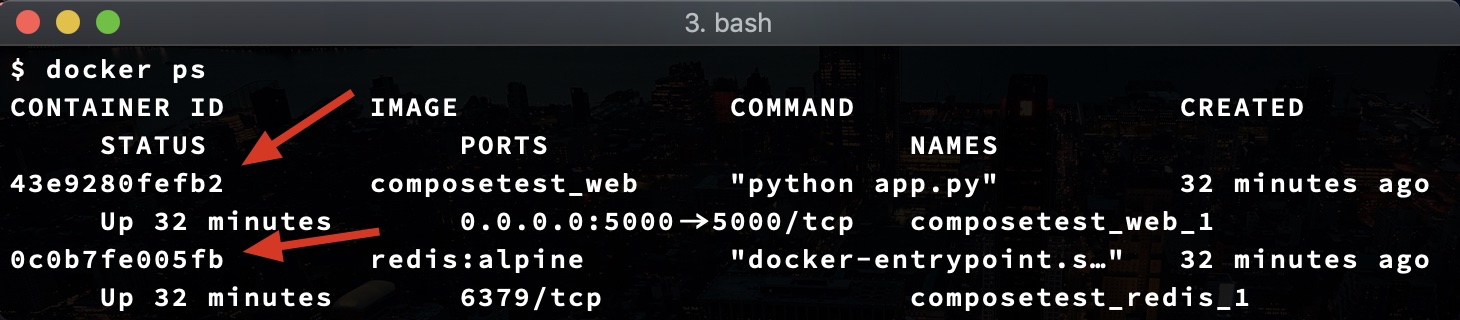 3. bash
$ docker ps
CONTAINER ID IMAGE COMMAND CREATED
STATUS PORTS NAMES
43e9280fefb2 composetest_web "python app.py" 32 minutes ago
Up 32 minutes 0.0.0.0:5000->5000/tcp composetest_web_1
0c0b7fe005fb redis:alpine "docker-entrypoint.s…" 32 minutes ago
Up 32 minutes 6379/tcp composetest_redis_1